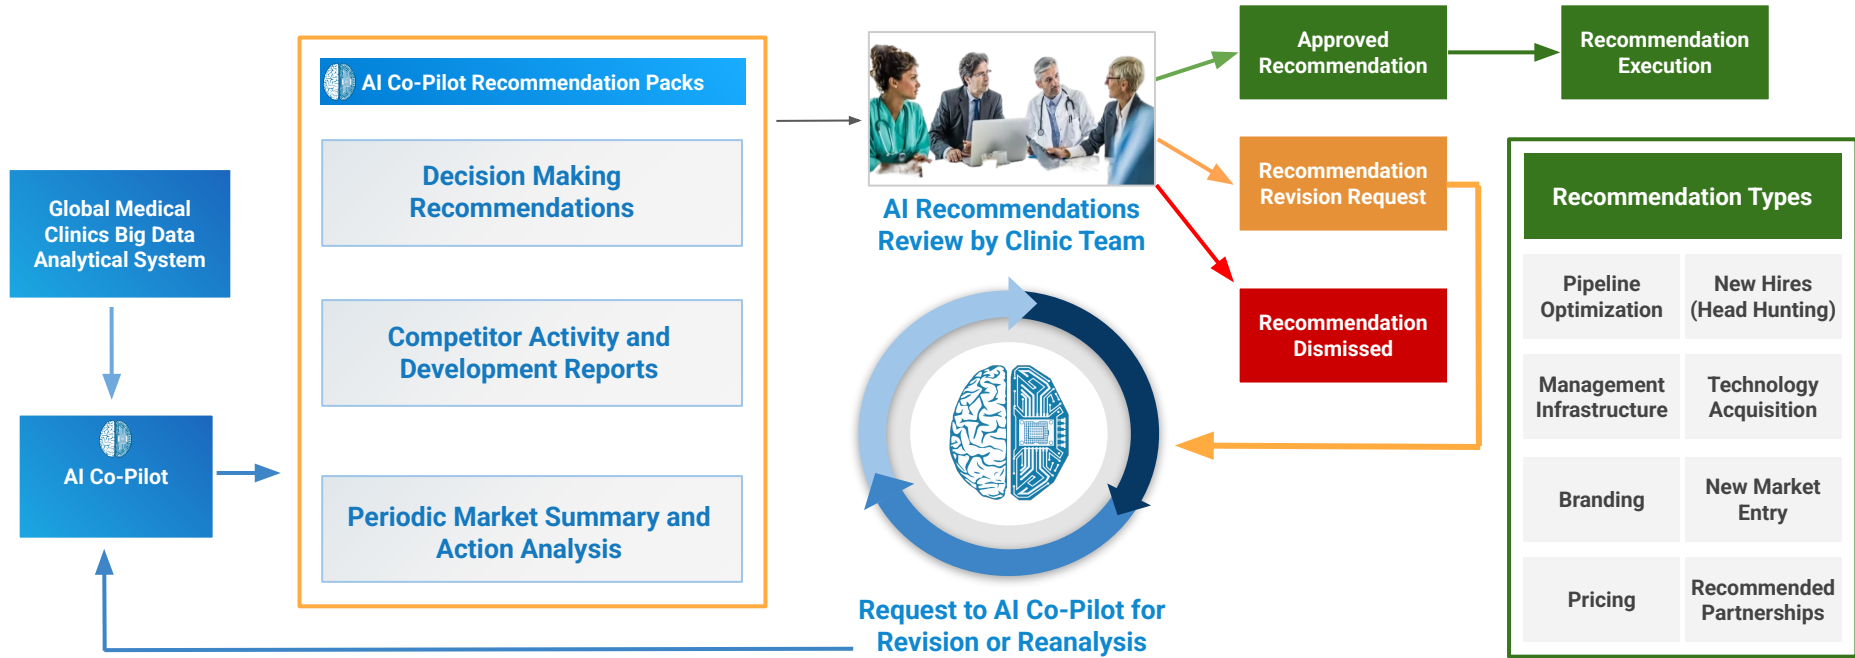 Global Medical
Clinics Big Data
Analytical System
AI Co-Pilot
AI Co-Pilot Recommendation Packs
Decision Making
Recommendations
Competitor Activity and
Development Reports
Periodic Market Summary and
Action Analysis
AI Recommendations
Review by Clinic Team
Request to AI Co-Pilot for
Revision or Reanalysis
Approved
Recommendation
Recommendation
Execution
Recommendation
Revision Request
Recommendation
Dismissed
Recommendation Types
Pipeline
Optimization
New Hires
(Head Hunting)
Management
Infrastructure
Technology
Acquisition
Branding
New Market
Entry
Pricing
Recommended
Partnerships